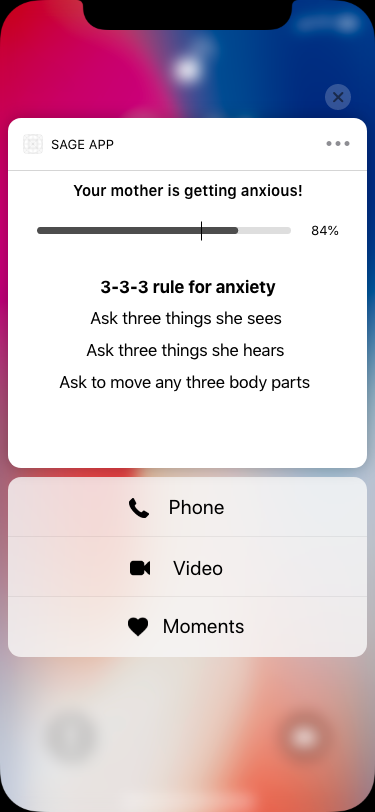 SAGE APP
Your mother is getting anxious!
84%
3-3-3 rule for anxiety
Ask three things she sees
Ask three things she hears
Ask to move any three body parts
Phone
Video
Moments